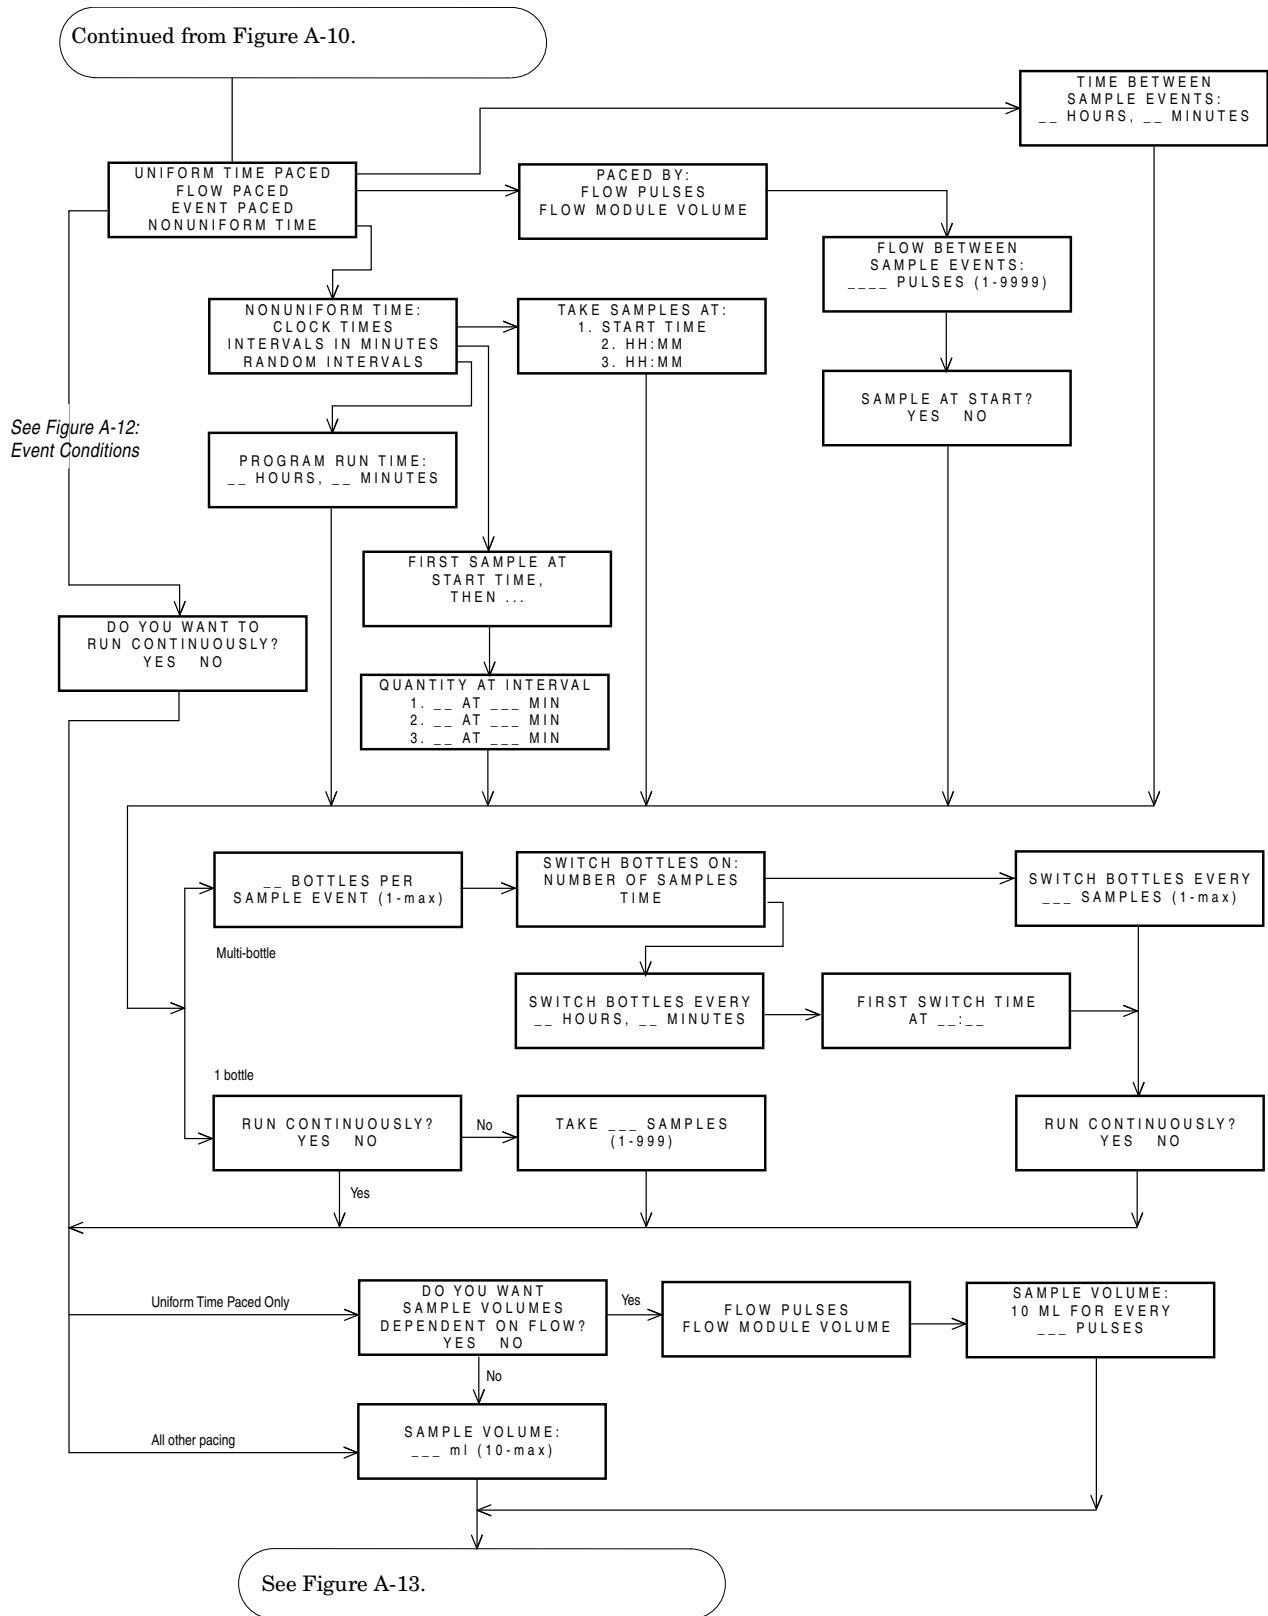 Continued from Figure A-10.
TIME BETWEEN
SAMPLE EVENTS:
__ HOURS, __ MINUTES
UNIFORM TIME PACED
FLOW PACED
EVENT PACED
NONUNIFORM TIME
PACED BY:
FLOW PULSES
FLOW MODULE VOLUME
FLOW BETWEEN
SAMPLE EVENTS:
____ PULSES (1-9999)
NONUNIFORM TIME:
CLOCK TIMES
INTERVALS IN MINUTES
RANDOM INTERVALS
TAKE SAMPLES AT:
1. START TIME
2. HH:MM
3. HH:MM
SAMPLE AT START?
YES NO
See Figure A-12:
Event Conditions
PROGRAM RUN TIME:
__ HOURS, __ MINUTES
FIRST SAMPLE AT
START TIME,
THEN ...
DO YOU WANT TO
RUN CONTINUOUSLY?
YES NO
QUANTITY AT INTERVAL
1. __ AT ___ MIN
2. __ AT ___ MIN
3. __ AT ___ MIN
__ BOTTLES PER
SAMPLE EVENT (1-max)
SWITCH BOTTLES ON:
NUMBER OF SAMPLES
TIME
SWITCH BOTTLES EVERY
___ SAMPLES (1-max)
Multi-bottle
SWITCH BOTTLES EVERY
__ HOURS, __ MINUTES
FIRST SWITCH TIME
AT __:__
1 bottle
RUN CONTINUOUSLY?
YES NO
No
TAKE ___ SAMPLES
(1-999)
RUN CONTINUOUSLY?
YES NO
Yes
Uniform Time Paced Only
DO YOU WANT
SAMPLE VOLUMES
DEPENDENT ON FLOW?
YES NO
Yes
FLOW PULSES
FLOW MODULE VOLUME
SAMPLE VOLUME:
10 ML FOR EVERY
___ PULSES
No
All other pacing
SAMPLE VOLUME:
___ ml (10-max)
See Figure A-13.